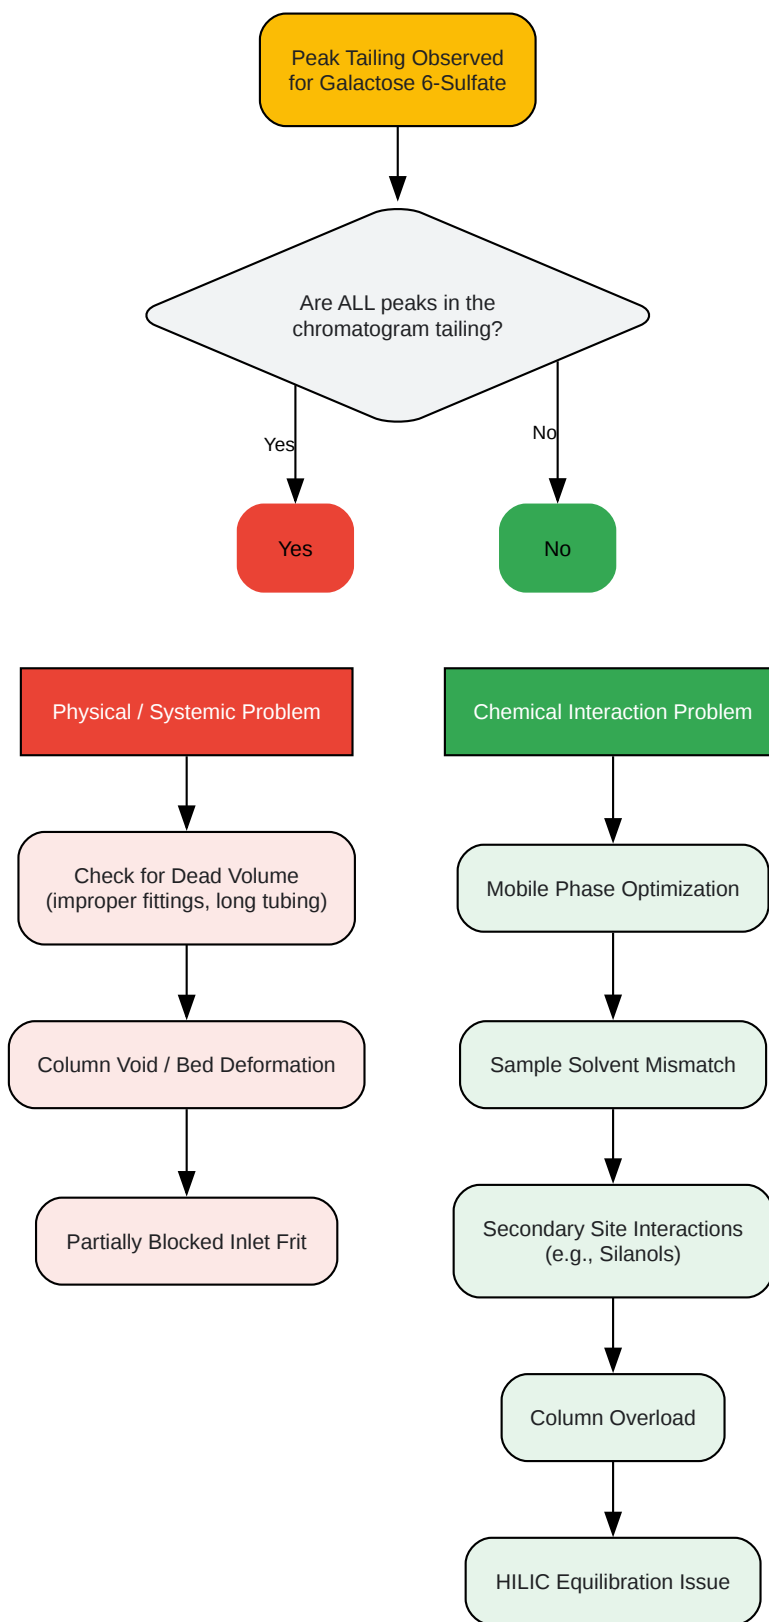 Peak Tailing Observed
for Galactose 6-Sulfate
Are ALL peaks in the
chromatogram tailing?
Yes
No
Yes
No
Physical / Systemic Problem
Chemical Interaction Problem
Check for Dead Volume
(improper fittings, long tubing)
Mobile Phase Optimization
Column Void / Bed Deformation
Sample Solvent Mismatch
Partially Blocked Inlet Frit
Secondary Site Interactions
(e.g., Silanols)
Column Overload
HILIC Equilibration Issue